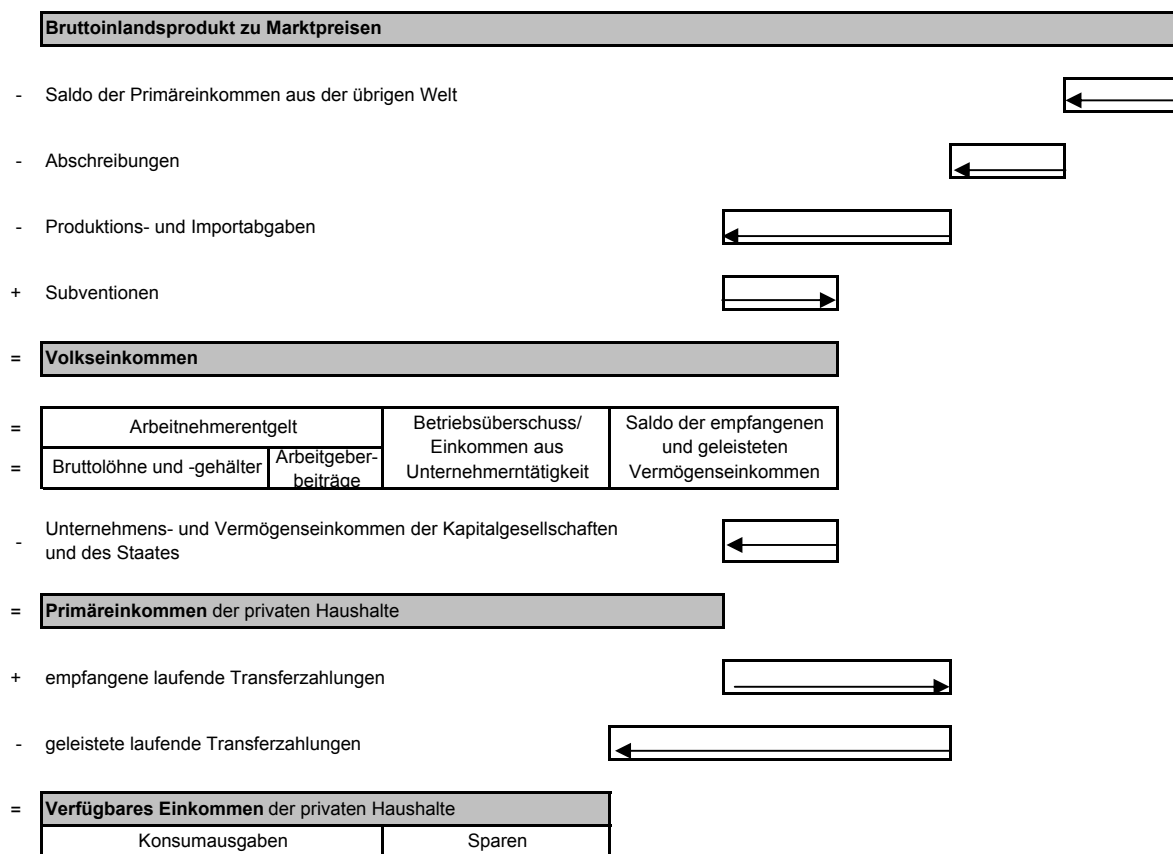 Bruttoinlandsprodukt zu Marktpreisen
- Saldo der Primäreinkommen aus der übrigen Welt
- Abschreibungen
- Produktions- und Importabgaben
+ Subventionen
= Volkseinkommen
= Arbeitnehmerentgelt
= Bruttolöhne und -gehälter
Arbeitgeber-
beiträge
Betriebsüberschuss/
Einkommen aus
Unternehmerntätigkeit
Saldo der empfangenen
und geleisteten
Vermögenseinkommen
- Unternehmens- und Vermögenseinkommen der Kapitalgesellschaften
und des Staates
= Primäreinkommen der privaten Haushalte
+ empfangene laufende Transferzahlungen
- geleistete laufende Transferzahlungen
= Verfügbares Einkommen der privaten Haushalte
Konsumausgaben Sparen